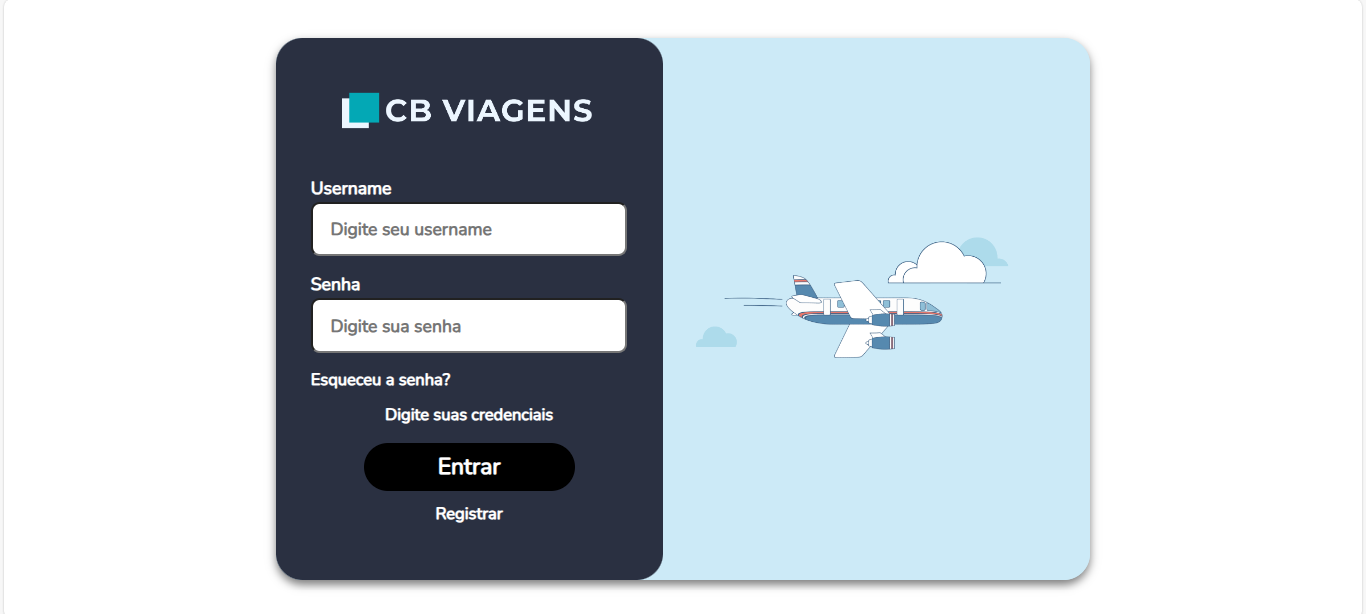 CB VIAGENS
Username
Digite seu username
Senha
Digite sua senha
Esqueceu a senha?
Digite suas credenciais
Entrar
Registrar